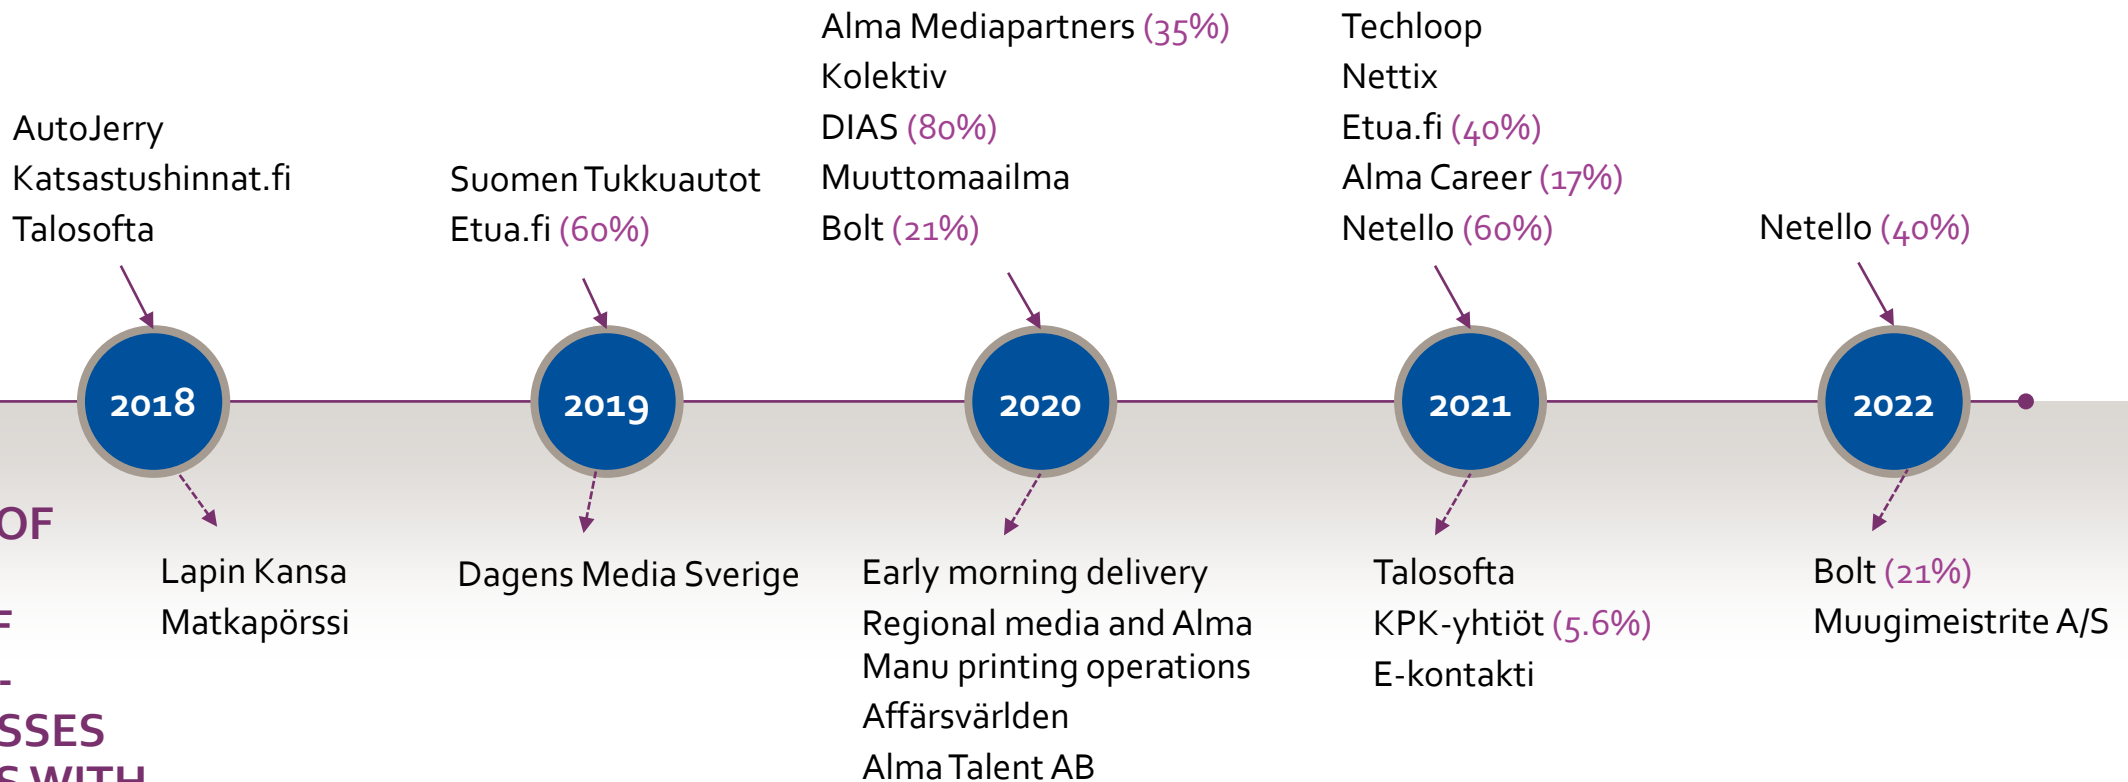 Alma Mediapartners (35%)
Kolektiv
DIAS (80%)
Muuttomaailma
Bolt (21%)
Techloop
Nettix
Etua.fi (40%)
Alma Career (17%)
Netello (60%)
AutoJerry
Katsastushinnat.fi
Talosofta
Suomen Tukkuautot
Etua.fi (60%)
Netello (40%)
2018
2019
2020
2021
2022
OF
F
-
SSES
S WITH
Lapin Kansa
Matkapörssi
Dagens Media Sverige
Early morning delivery
Regional media and Alma
Manu printing operations
Affärsvärlden
Alma Talent AB
Talosofta
KPK-yhtiöt (5.6%)
E-kontakti
Bolt (21%)
Muugimeistrite A/S